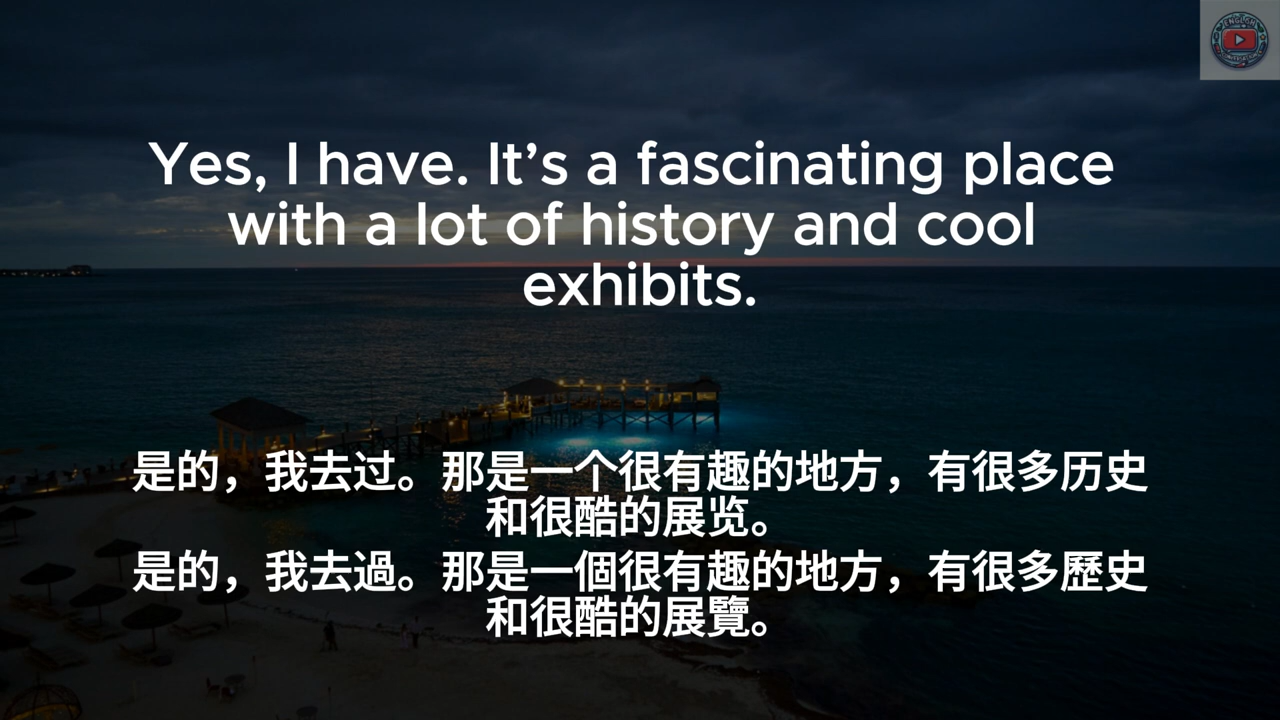 Yes, I have. It’s a fascinating place
with a lot of history and cool
exhibits.
是的，我去过。那是一个很有趣的地方，有很多历史
和很酷的展览。
是的，我去過。那是一個很有趣的地方，有很多歷史
和很酷的展覽。